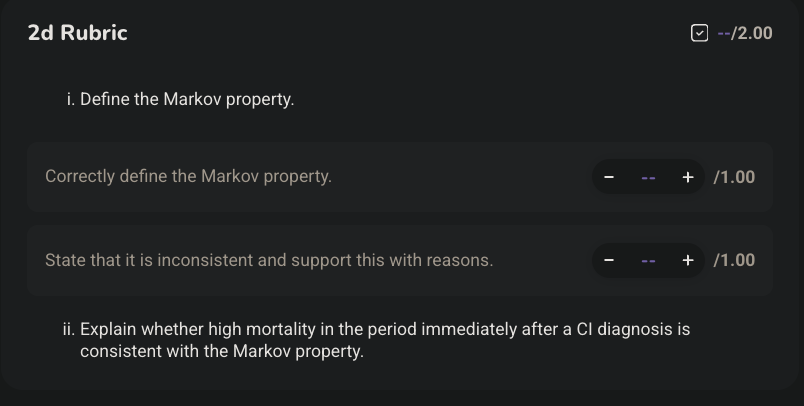 2d Rubric
--/2.00
i. Define the Markov property.
Correctly define the Markov property.
− -- + /1.00
State that it is inconsistent and support this with reasons.
− -- + /1.00
ii. Explain whether high mortality in the period immediately after a CI diagnosis is
consistent with the Markov property.